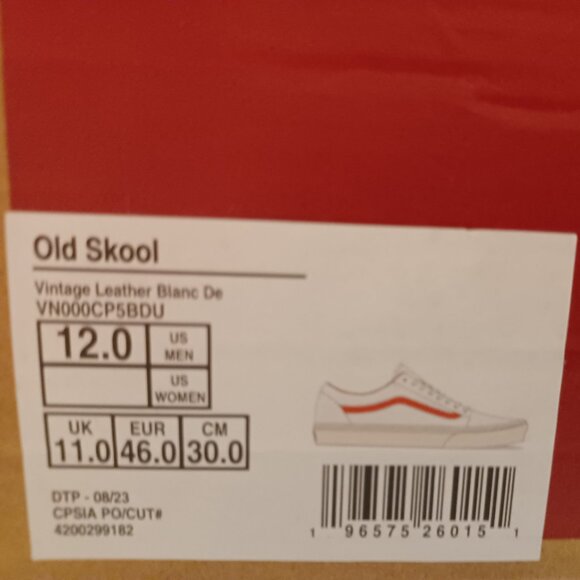 Old Skool
Vintage Leather Blanc De
VN000CP5BDU
12.0 US MEN
US WOMEN
UK EUR CM
11.0 46.0 30.0
DTP - 08/23
CPSIA PO/CUT#
4200299182
1 96575 26015 1